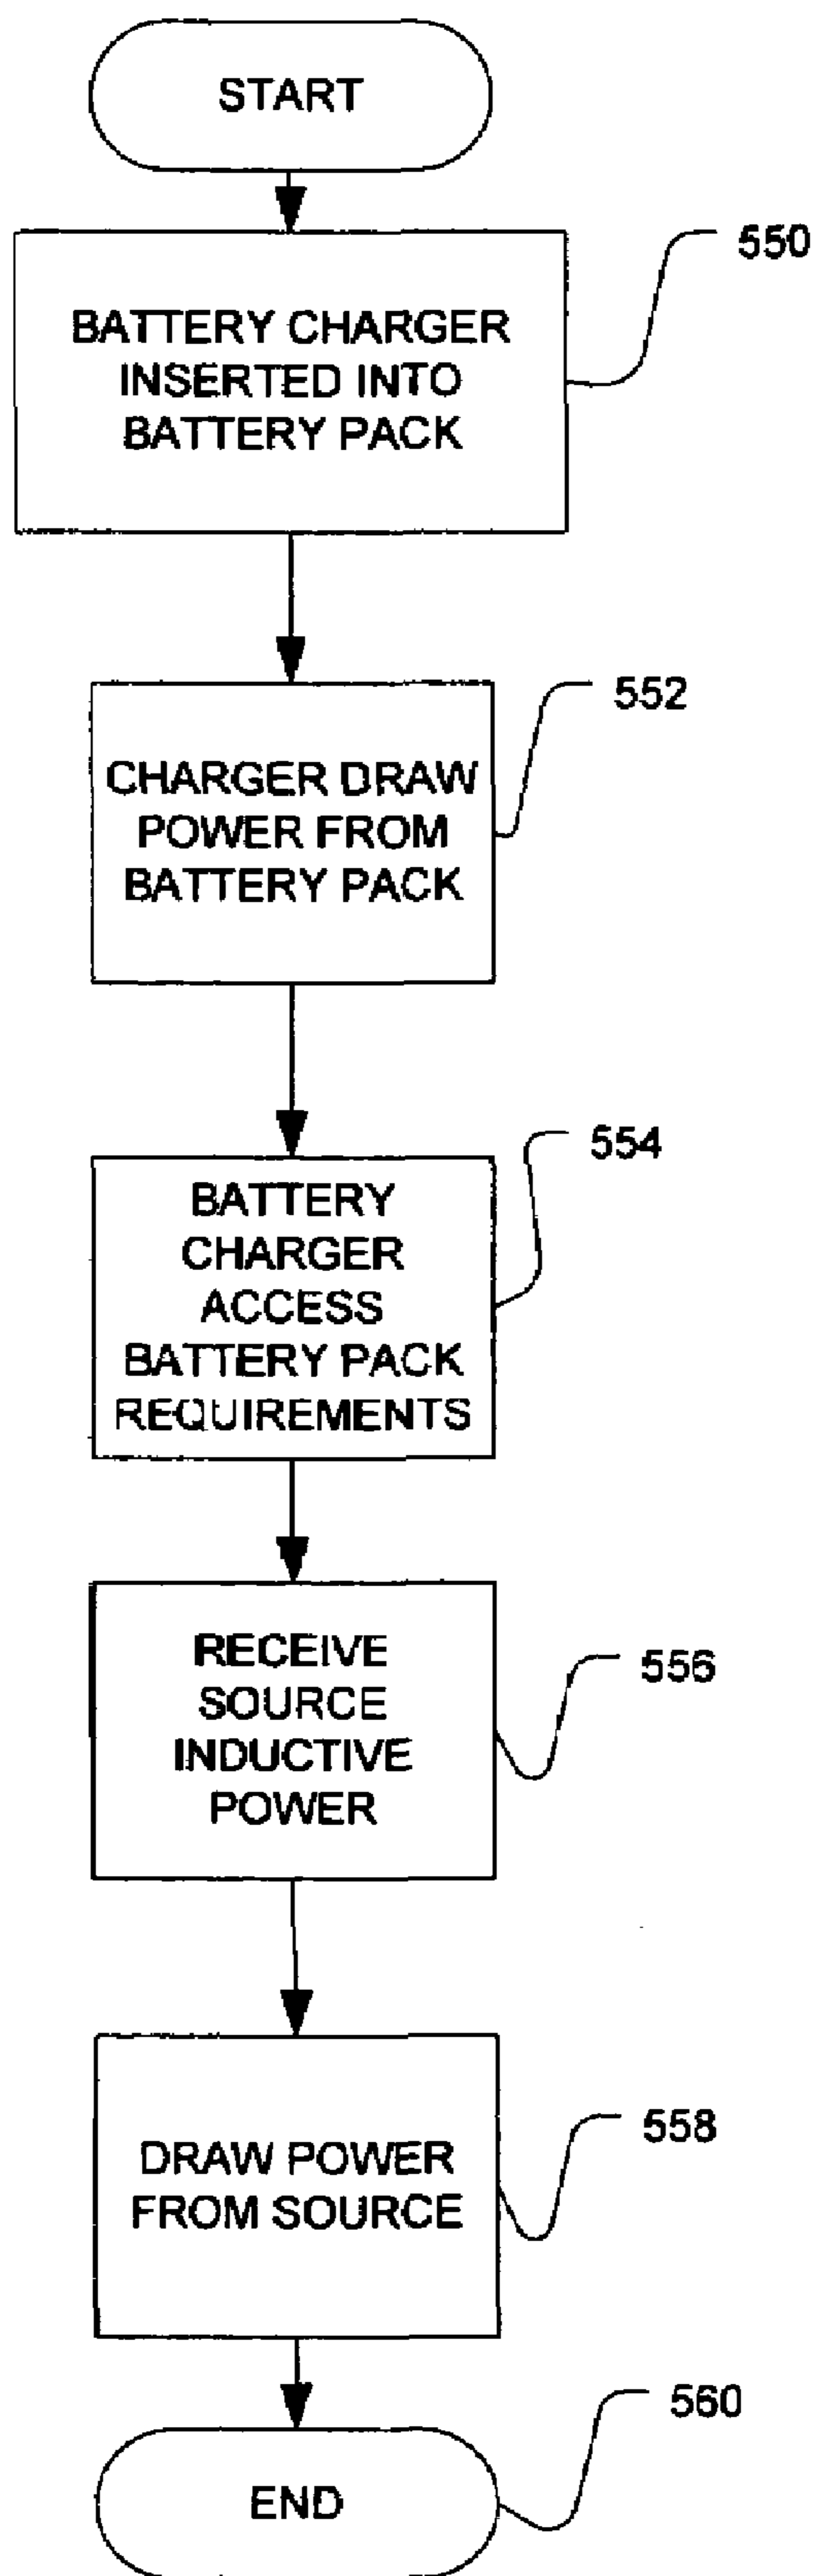 START
550
BATTERY CHARGER
INSERTED INTO
BATTERY PACK
552
CHARGER DRAW
POWER FROM
BATTERY PACK
554
BATTERY
CHARGER
ACCESS
BATTERY PACK
REQUIREMENTS
556
RECEIVE
SOURCE
INDUCTIVE
POWER
558
DRAW POWER
FROM SOURCE
560
END